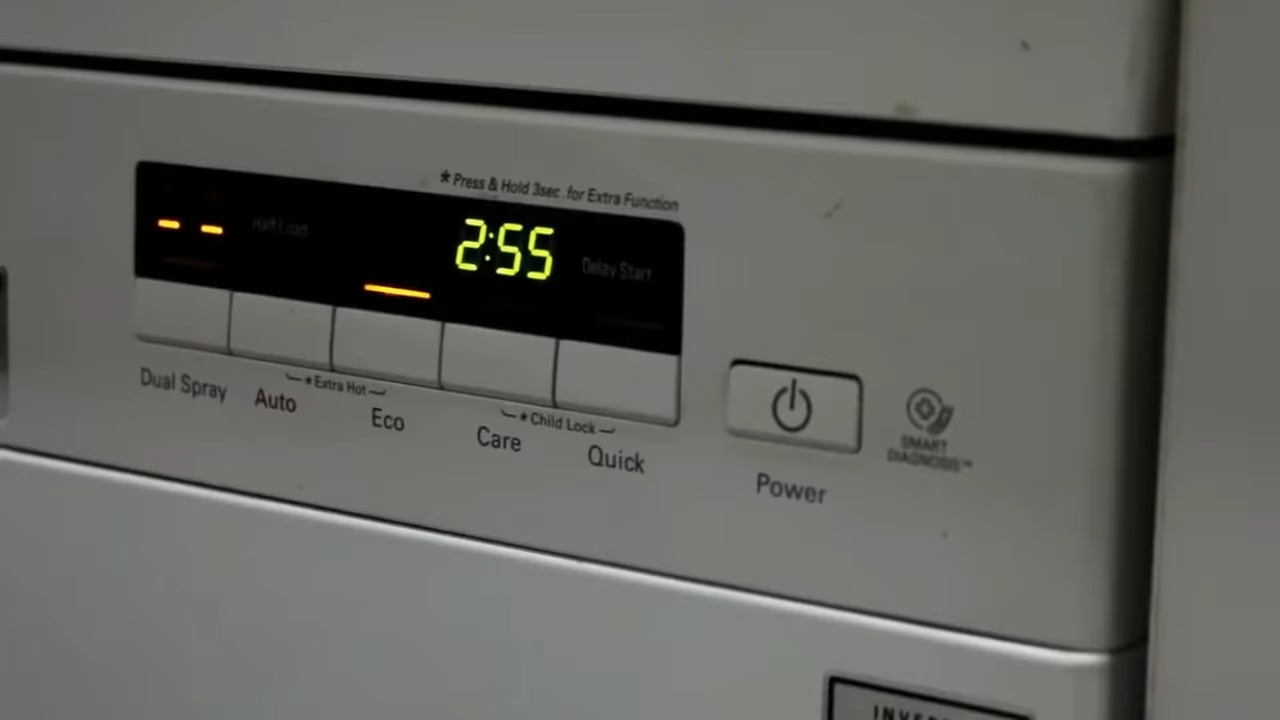 * Press & Hold 3sec. for Extra Function
Half Load
2:55
Delay Start
Dual Spray
Auto
* Extra Hot
Eco
Care
* Child Lock
Quick
Power
SMART
DIAGNOSIS™